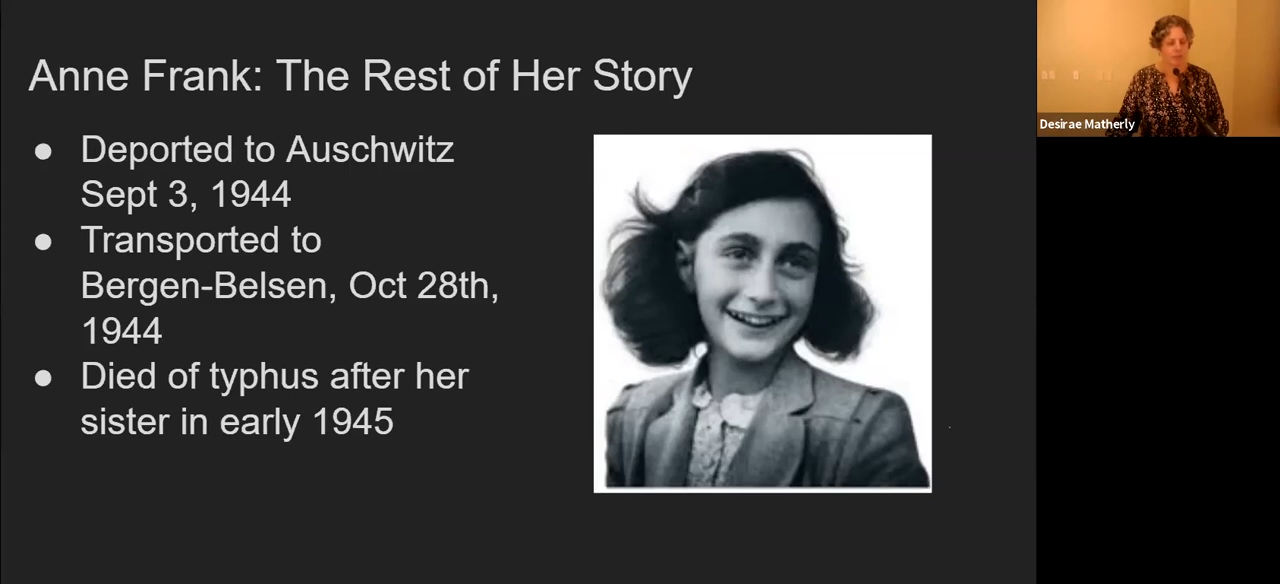 Anne Frank: The Rest of Her Story
● Deported to Auschwitz
Sept 3, 1944
● Transported to
Bergen-Belsen, Oct 28th,
1944
● Died of typhus after her
sister in early 1945
Desirae Matherly